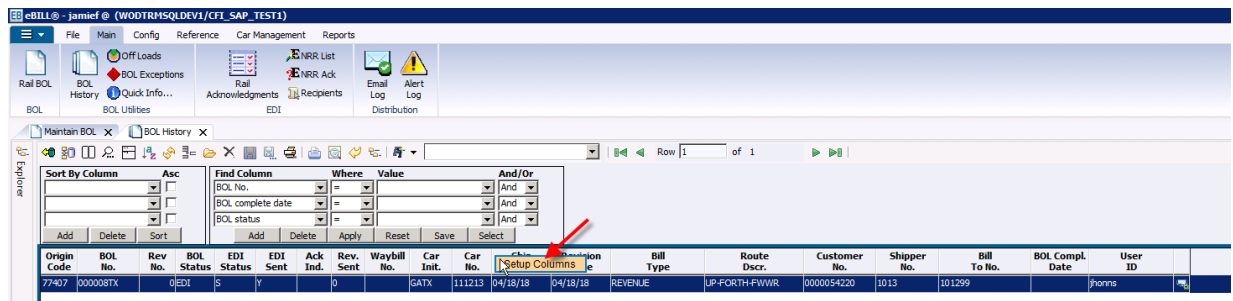 eBILL® - jamief @ (WODTRMSQLDEV1/CFI_SAP_TEST1)
File Main Config Reference Car Management Reports
Rail BOL
BOL History
Off Loads
BOL Exceptions
Quick Info...
Rail Acknowledgments
NRR List
NRR Ack
Recipients
Email Log
Alert Log
BOL BOL Utilities EDI Distribution
Maintain BOL X BOL History X
Explorer
Row 1 of 1
Sort By Column Asc Find Column Where Value And/Or
BOL No. = And
BOL complete date = And
BOL status = And
Add Delete Sort Add Delete Apply Reset Save Select
Origin Code BOL No. Rev No. BOL Status EDI Status EDI Sent Ack Ind. Rev. Sent Waybill No. Car Init. Car No. Setup Columns Bill Type Route Dscr. Customer No. Shipper No. Bill To No. BOL Compl. Date User ID
77407 000008TX 0 EDI S Y 0 GATX 111213 04/18/18 04/18/18 REVENUE UP-FORTH-FWWR 0000054220 1013 101299 jhonns